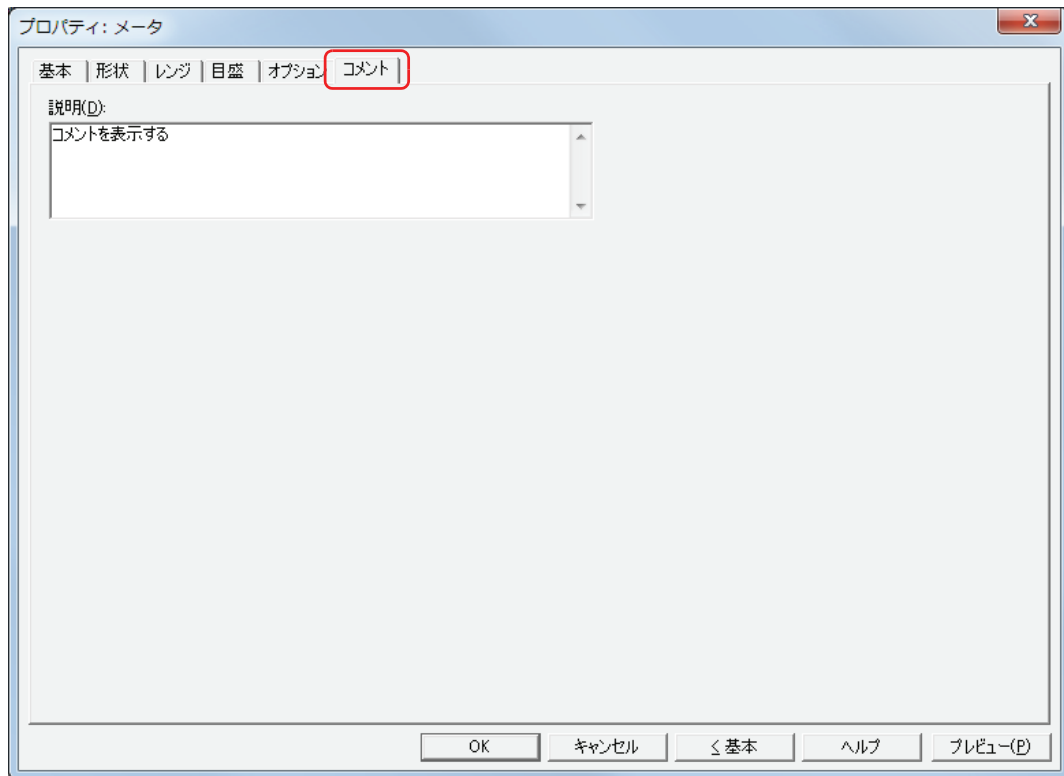 プロパティ: メータ
x
基本 形状 レンジ 目盛 オプション コメント
説明(D):
コメントを表示する
OK キャンセル < 基本 ヘルプ プレビュー(P)